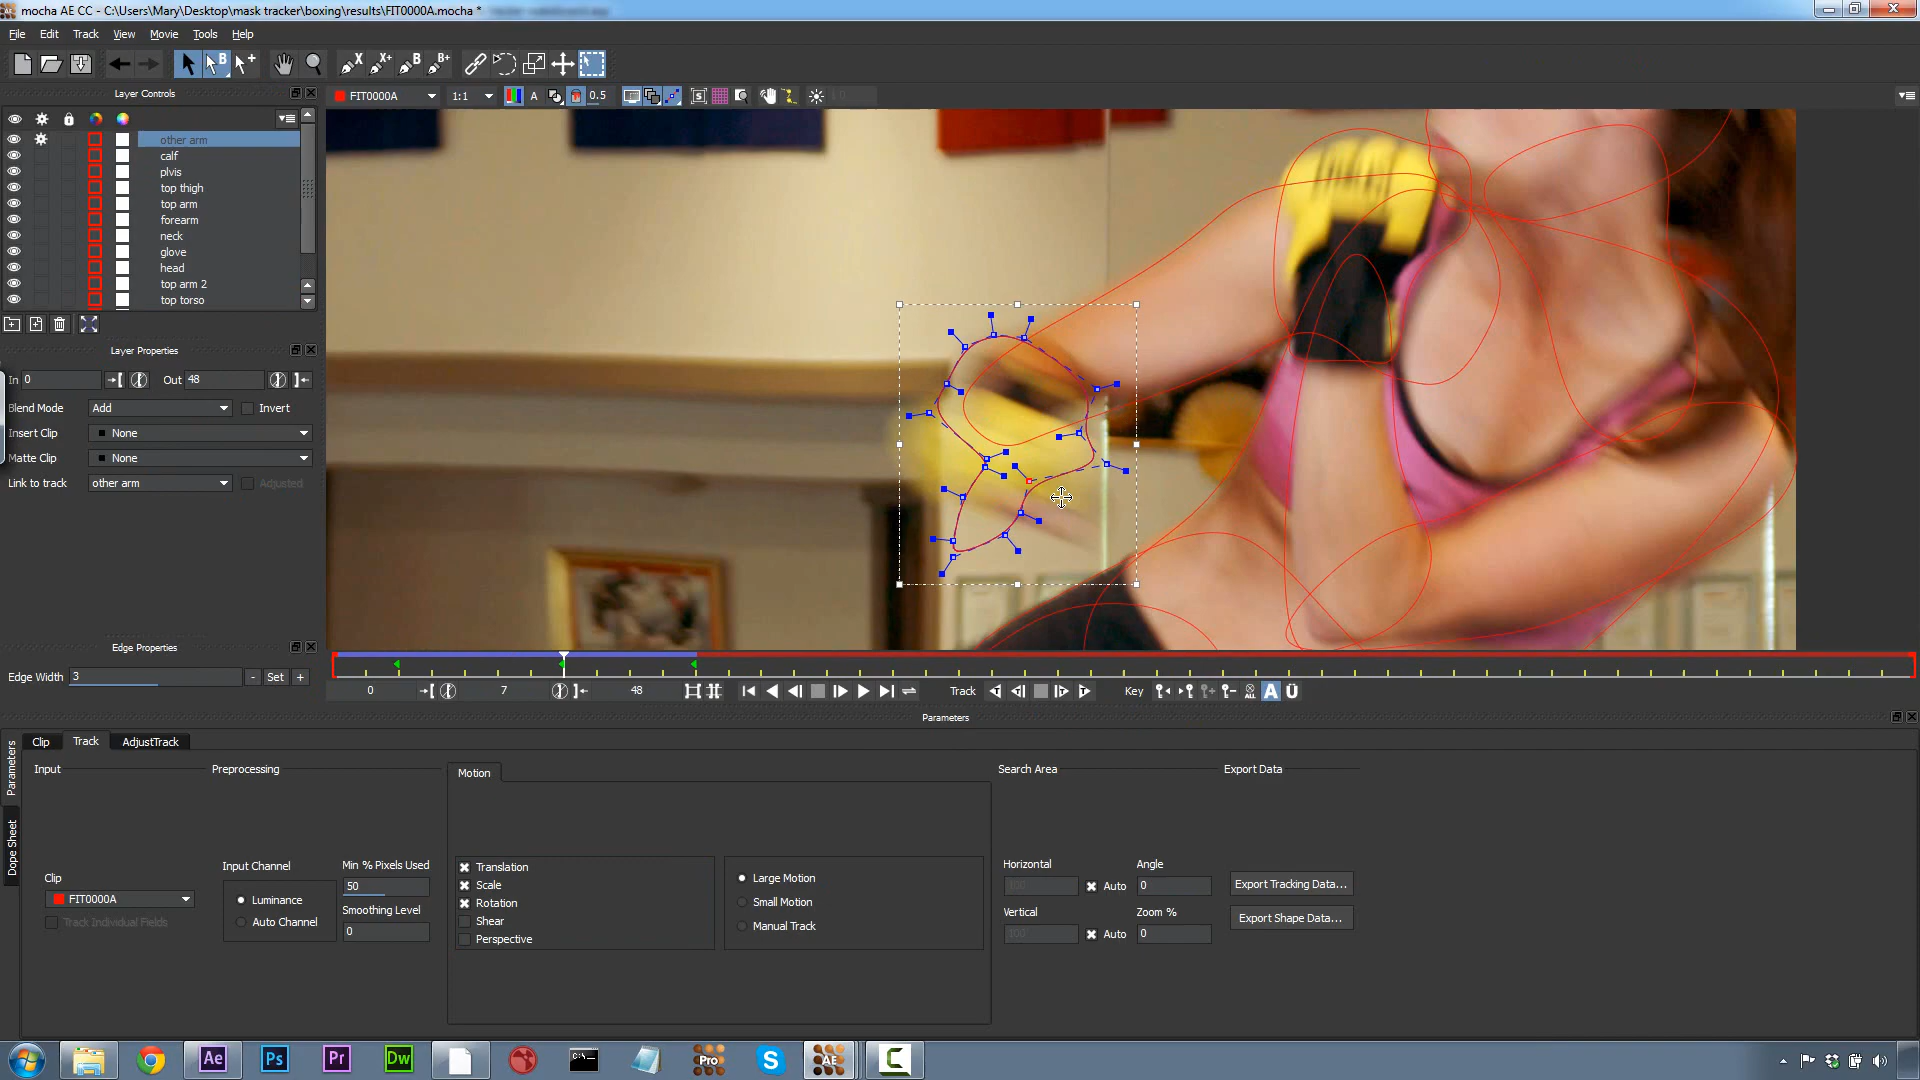 mocha AE CC - C:\Users\Mary\Desktop\mask tracker\boxing\results\FIT0000A.mocha *
File Edit Track View Movie Tools Help
Layer Controls
FIT0000A 1:1 A 0.5
other arm
calf
plvis
top thigh
top arm
forearm
neck
glove
head
top arm 2
top torso
Layer Properties
In 0 Out 48
Blend Mode Add Invert
Insert Clip None
Matte Clip None
Link to track other arm Adjusted
Edge Properties
Edge Width 3 - Set +
0 7 48 Track Key ALL A Ü
Parameters
Clip Track AdjustTrack
Parameters
Dope Sheet
Input Preprocessing Motion Search Area Export Data
Clip
FIT0000A
Track Individual Fields
Input Channel
Luminance
Auto Channel
Min % Pixels Used
50
Smoothing Level
0
Translation
Scale
Rotation
Shear
Perspective
Large Motion
Small Motion
Manual Track
Horizontal Angle
100 Auto 0
Vertical Zoom %
100 Auto 0
Export Tracking Data...
Export Shape Data...
Ae Ps Pr Dw Pro S AE C